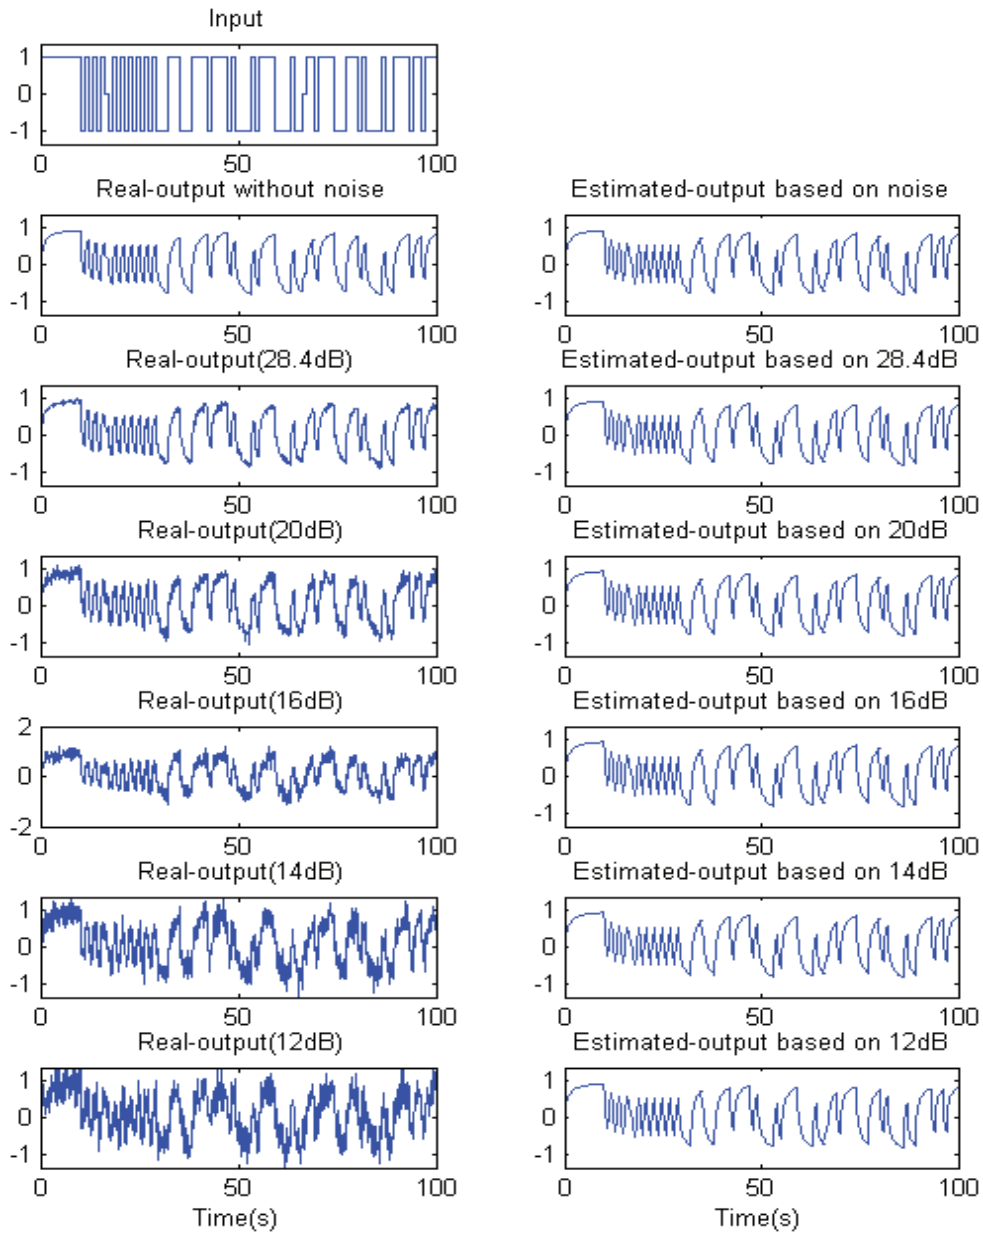 Input
1
0
-1
0 50 100
Real-output without noise
1
0
-1
0 50 100
Estimated-output based on noise
1
0
-1
0 50 100
Real-output(28.4dB)
1
0
-1
0 50 100
Estimated-output based on 28.4dB
1
0
-1
0 50 100
Real-output(20dB)
1
0
-1
0 50 100
Estimated-output based on 20dB
1
0
-1
0 50 100
Real-output(16dB)
2
0
-2
0 50 100
Estimated-output based on 16dB
1
0
-1
0 50 100
Real-output(14dB)
1
0
-1
0 50 100
Estimated-output based on 14dB
1
0
-1
0 50 100
Real-output(12dB)
1
0
-1
0 50 100
Time(s)
Estimated-output based on 12dB
1
0
-1
0 50 100
Time(s)